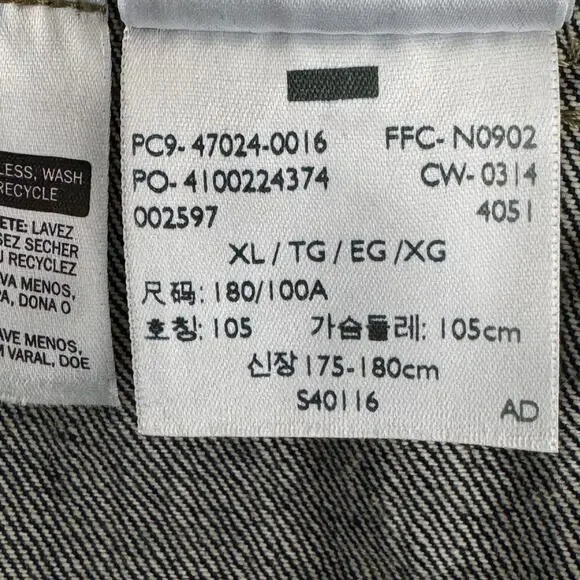 LESS, WASH
RECYCLE
ETE: LAVEZ
SEZ SECHER
U RECYCLEZ
VA MENOS,
PA, DONA O
AVE MENOS,
M VARAL, DOE
PC9- 47024-0016 FFC- N0902
PO- 4100224374 CW- 0314
002597 4051
XL / TG / EG /XG
尺码: 180/100A
호칭: 105 가슴둘레: 105cm
신장 175-180cm
S40116 AD